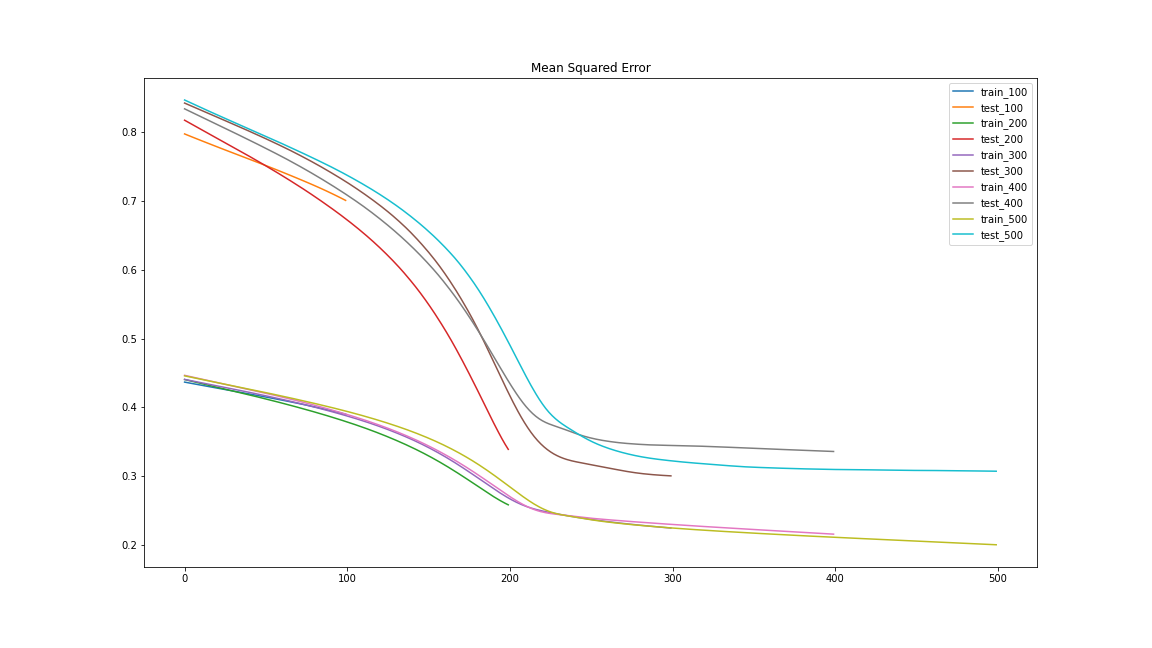 Mean Squared Error
train_100
test_100
train_200
test_200
train_300
test_300
train_400
test_400
train_500
test_500
0.8
0.7
0.6
0.5
0.4
0.3
0.2
0 100 200 300 400 500